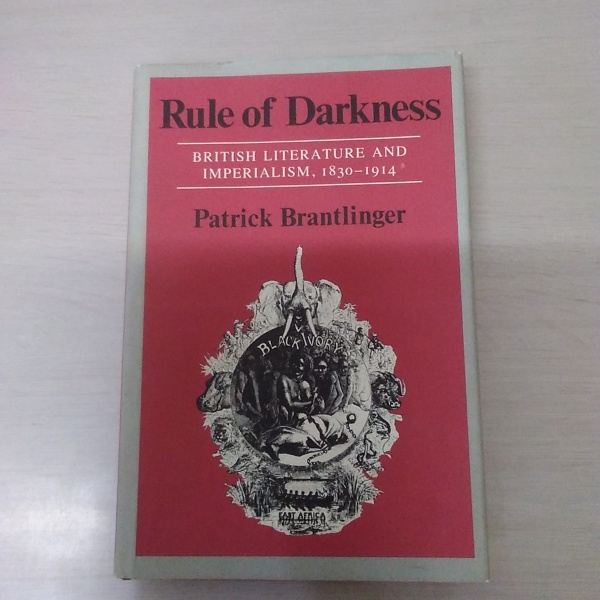 Rule of Darkness
BRITISH LITERATURE AND
IMPERIALISM, 1830–1914
Patrick Brantlinger
BLACK IVORY
EAST AFRICA